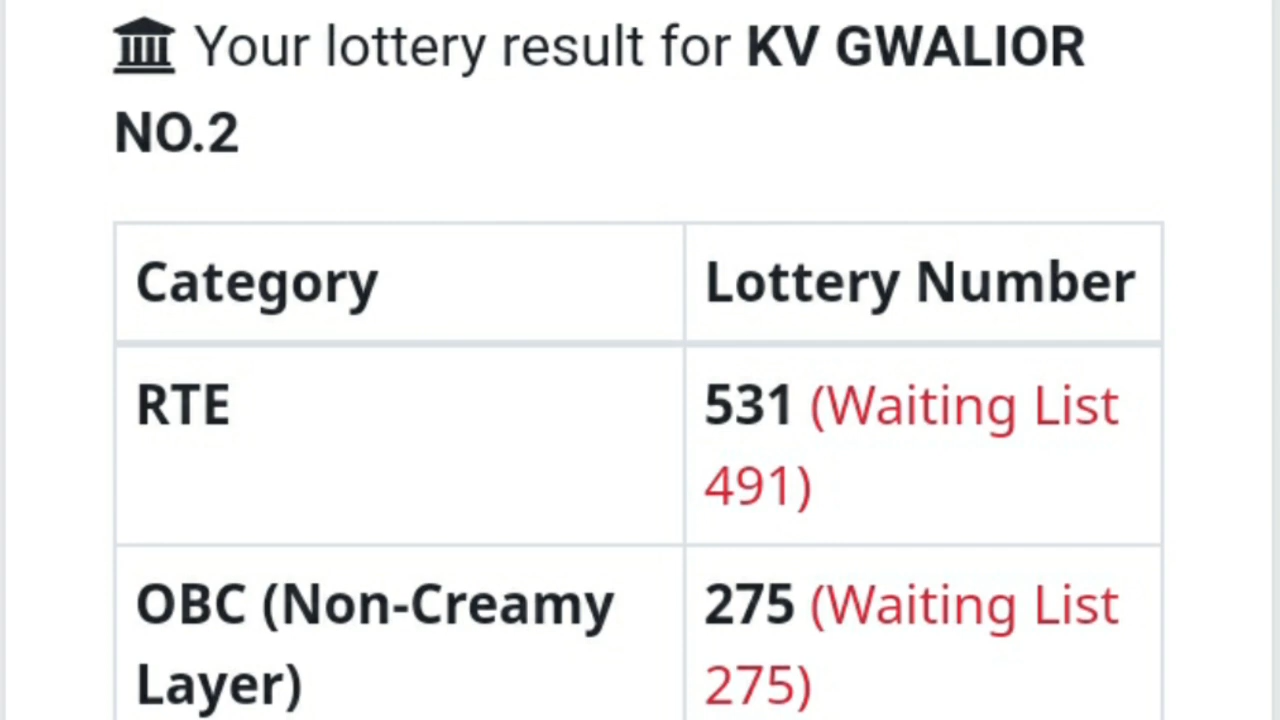 Your lottery result for KV GWALIOR
NO.2
Category
Lottery Number
RTE
531 (Waiting List
491)
OBC (Non-Creamy
Layer)
275 (Waiting List
275)